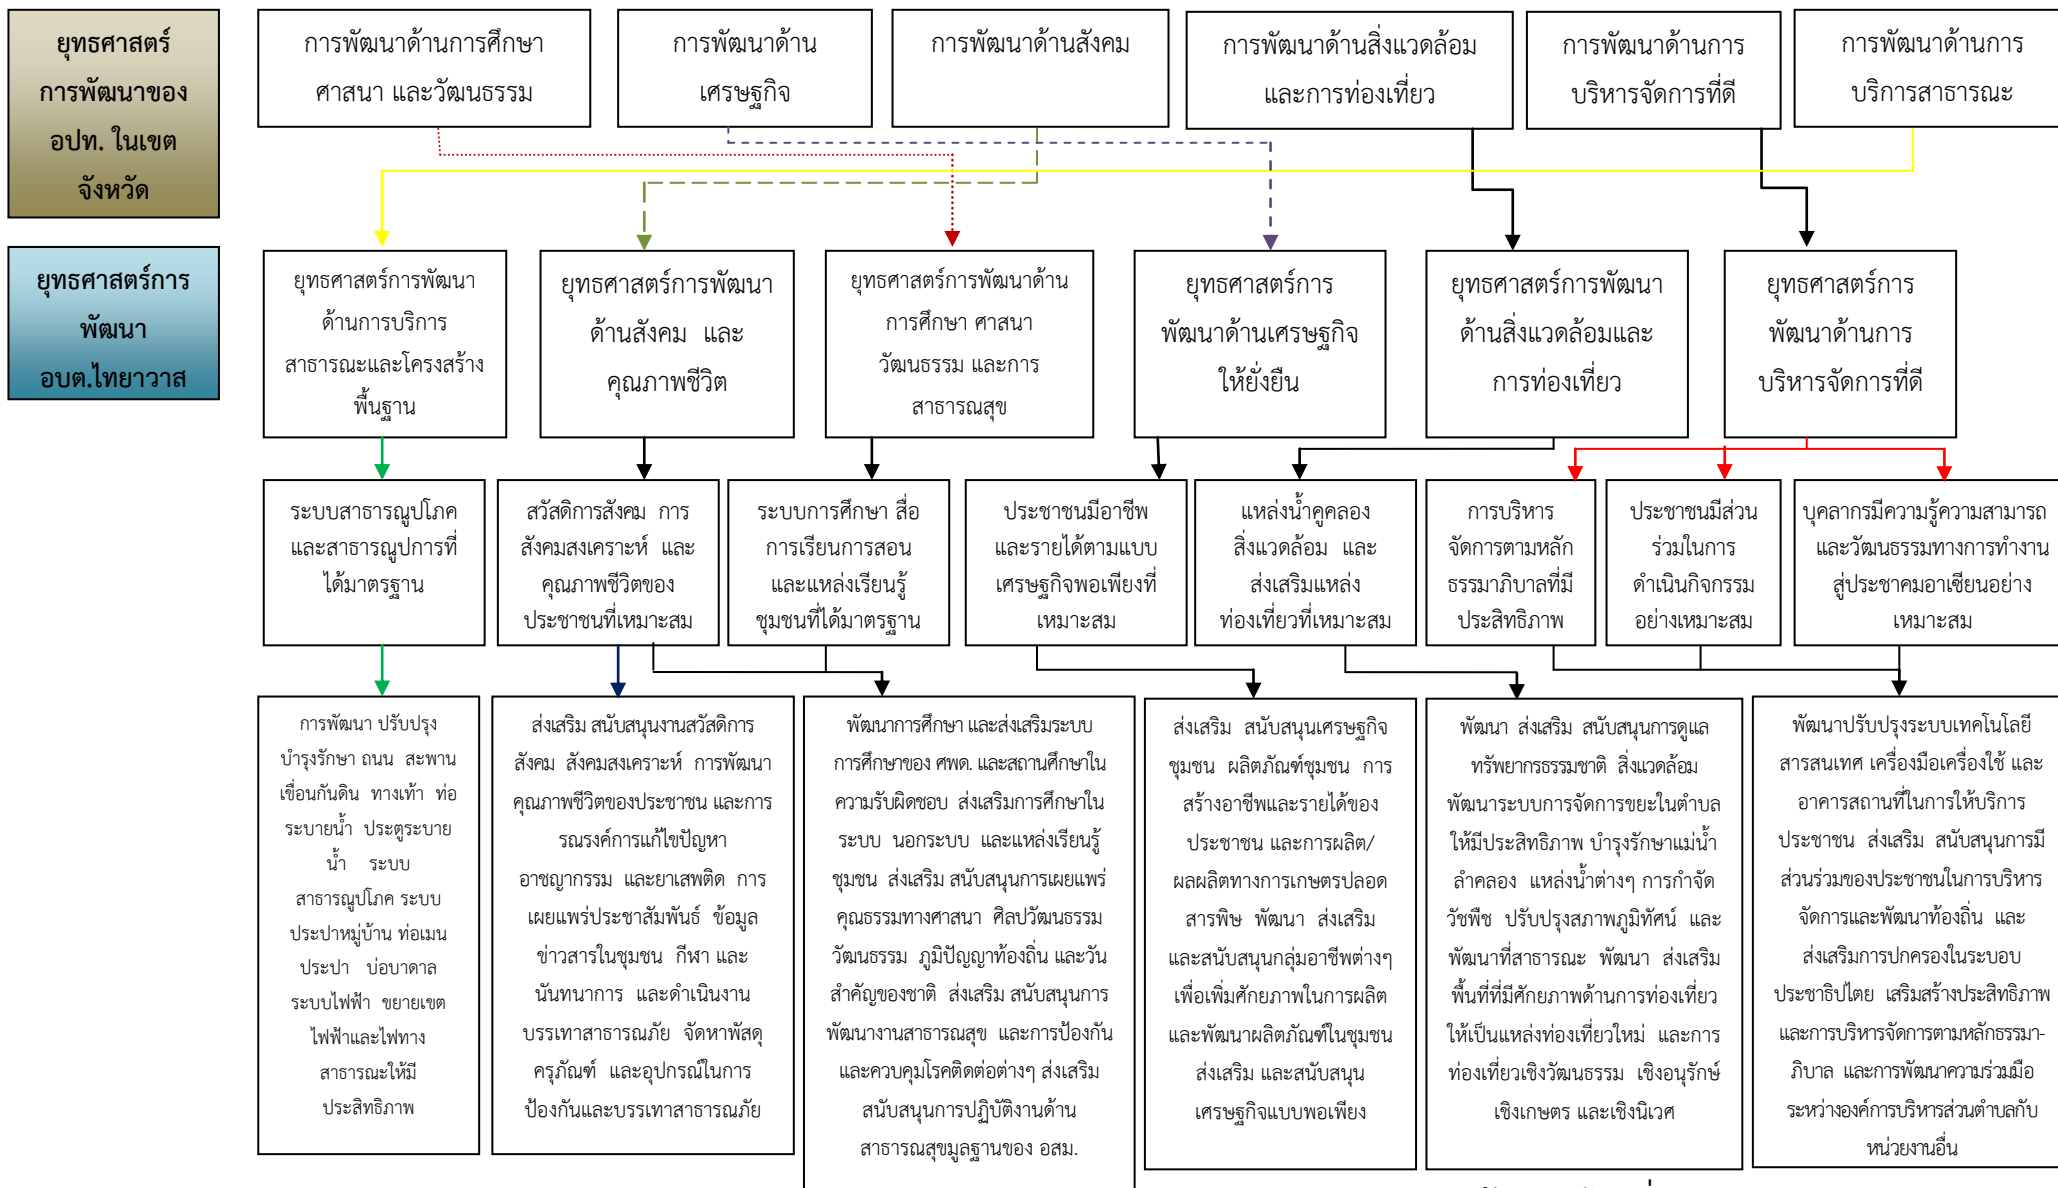 ยุทธศาสตร์
การพัฒนาของ
อปท. ในเขต
จังหวัด
การพัฒนาด้านการศึกษา
ศาสนา และวัฒนธรรม
การพัฒนาด้าน
เศรษฐกิจ
การพัฒนาด้านสังคม
การพัฒนาด้านสิ่งแวดล้อม
และการท่องเที่ยว
การพัฒนาด้านการ
บริหารจัดการที่ดี
การพัฒนาด้านการ
บริการสาธารณะ
ยุทธศาสตร์การ
พัฒนา
อบต.ไทยาวาส
ยุทธศาสตร์การพัฒนา
ด้านการบริการ
สาธารณะและโครงสร้าง
พื้นฐาน
ยุทธศาสตร์การพัฒนา
ด้านสังคม และ
คุณภาพชีวิต
ยุทธศาสตร์การพัฒนาด้าน
การศึกษา ศาสนา
วัฒนธรรม และการ
สาธารณสุข
ยุทธศาสตร์การ
พัฒนาด้านเศรษฐกิจ
ให้ยั่งยืน
ยุทธศาสตร์การพัฒนา
ด้านสิ่งแวดล้อมและ
การท่องเที่ยว
ยุทธศาสตร์การ
พัฒนาด้านการ
บริหารจัดการที่ดี
ระบบสาธารณูปโภค
และสาธารณูปการที่
ได้มาตรฐาน
สวัสดิการสังคม การ
สังคมสงเคราะห์ และ
คุณภาพชีวิตของ
ประชาชนที่เหมาะสม
ระบบการศึกษา สื่อ
การเรียนการสอน
และแหล่งเรียนรู้
ชุมชนที่ได้มาตรฐาน
ประชาชนมีอาชีพ
และรายได้ตามแบบ
เศรษฐกิจพอเพียงที่
เหมาะสม
แหล่งน้ำคูคลอง
สิ่งแวดล้อม และ
ส่งเสริมแหล่ง
ท่องเที่ยวที่เหมาะสม
การบริหาร
จัดการตามหลัก
ธรรมาภิบาลที่มี
ประสิทธิภาพ
ประชาชนมีส่วน
ร่วมในการ
ดำเนินกิจกรรม
อย่างเหมาะสม
บุคลากรมีความรู้ความสามารถ
และวัฒนธรรมทางการทำงาน
สู่ประชาคมอาเซียนอย่าง
เหมาะสม
การพัฒนา ปรับปรุง
บำรุงรักษา ถนน สะพาน
เขื่อนกันดิน ทางเท้า ท่อ
ระบายน้ำ ประตูระบาย
น้ำ ระบบ
สาธารณูปโภค ระบบ
ประปาหมู่บ้าน ท่อเมน
ประปา บ่อบาดาล
ระบบไฟฟ้า ขยายเขต
ไฟฟ้าและไฟทาง
สาธารณะให้มี
ประสิทธิภาพ
ส่งเสริม สนับสนุนงานสวัสดิการ
สังคม สังคมสงเคราะห์ การพัฒนา
คุณภาพชีวิตของประชาชน และการ
รณรงค์การแก้ไขปัญหา
อาชญากรรม และยาเสพติด การ
เผยแพร่ประชาสัมพันธ์ ข้อมูล
ข่าวสารในชุมชน กีฬา และ
นันทนาการ และดำเนินงาน
บรรเทาสาธารณภัย จัดหาพัสดุ
ครุภัณฑ์ และอุปกรณ์ในการ
ป้องกันและบรรเทาสาธารณภัย
พัฒนาการศึกษา และส่งเสริมระบบ
การศึกษาของ ศพด. และสถานศึกษาใน
ความรับผิดชอบ ส่งเสริมการศึกษาใน
ระบบ นอกระบบ และแหล่งเรียนรู้
ชุมชน ส่งเสริม สนับสนุนการเผยแพร่
คุณธรรมทางศาสนา ศิลปวัฒนธรรม
วัฒนธรรม ภูมิปัญญาท้องถิ่น และวัน
สำคัญของชาติ ส่งเสริม สนับสนุนการ
พัฒนางานสาธารณสุข และการป้องกัน
และควบคุมโรคติดต่อต่างๆ ส่งเสริม
สนับสนุนการปฏิบัติงานด้าน
สาธารณสุขมูลฐานของ อสม.
ส่งเสริม สนับสนุนเศรษฐกิจ
ชุมชน ผลิตภัณฑ์ชุมชน การ
สร้างอาชีพและรายได้ของ
ประชาชน และการผลิต/
ผลผลิตทางการเกษตรปลอด
สารพิษ พัฒนา ส่งเสริม
และสนับสนุนกลุ่มอาชีพต่างๆ
เพื่อเพิ่มศักยภาพในการผลิต
และพัฒนาผลิตภัณฑ์ในชุมชน
ส่งเสริม และสนับสนุน
เศรษฐกิจแบบพอเพียง
พัฒนา ส่งเสริม สนับสนุนการดูแล
ทรัพยากรธรรมชาติ สิ่งแวดล้อม
พัฒนาระบบการจัดการขยะในตำบล
ให้มีประสิทธิภาพ บำรุงรักษาแม่น้ำ
ลำคลอง แหล่งน้ำต่างๆ การกำจัด
วัชพืช ปรับปรุงสภาพภูมิทัศน์ และ
พัฒนาที่สาธารณะ พัฒนา ส่งเสริม
พื้นที่ที่มีศักยภาพด้านการท่องเที่ยว
ให้เป็นแหล่งท่องเที่ยวใหม่ และการ
ท่องเที่ยวเชิงวัฒนธรรม เชิงอนุรักษ์
เชิงเกษตร และเชิงนิเวศ
พัฒนาปรับปรุงระบบเทคโนโลยี
สารสนเทศ เครื่องมือเครื่องใช้ และ
อาคารสถานที่ในการให้บริการ
ประชาชน ส่งเสริม สนับสนุนการมี
ส่วนร่วมของประชาชนในการบริหาร
จัดการและพัฒนาท้องถิ่น และ
ส่งเสริมการปกครองในระบอบ
ประชาธิปไตย เสริมสร้างประสิทธิภาพ
และการบริหารจัดการตามหลักธรรมา-
ภิบาล และการพัฒนาความร่วมมือ
ระหว่างองค์การบริหารส่วนตำบลกับ
หน่วยงานอื่น